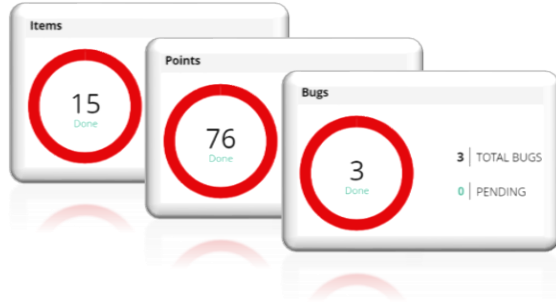 Items
15
Done
Points
76
Done
Bugs
3
Done
3 TOTAL BUGS
0 PENDING